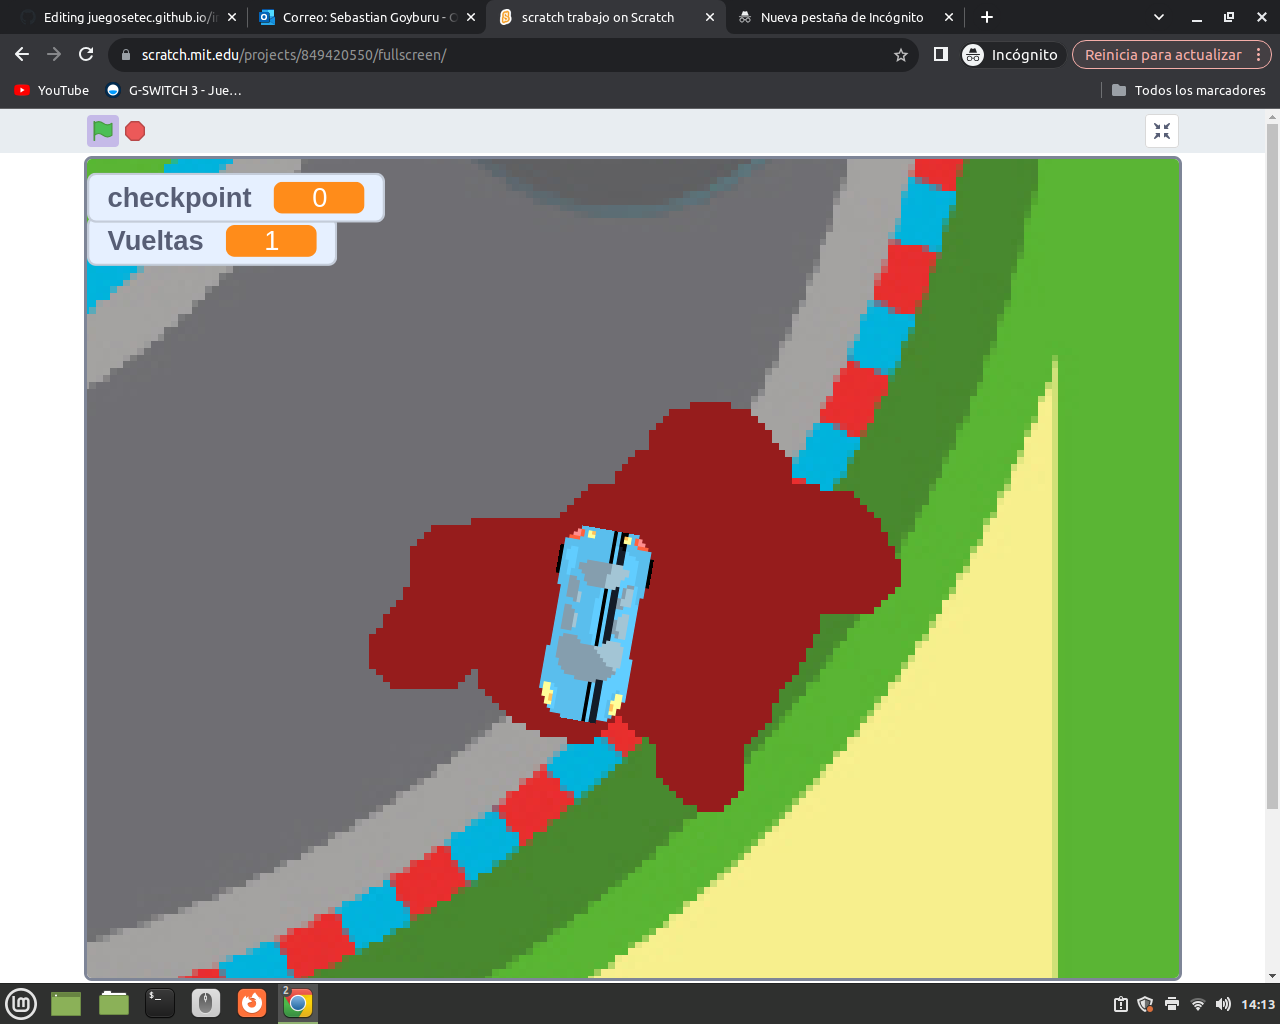 Editing juegosetec.github.io/in
Correo: Sebastian Goyburu - O
scratch trabajo on Scratch
Nueva pestaña de Incógnito
scratch.mit.edu/projects/849420550/fullscreen/
Incógnito
Reinicia para actualizar
YouTube
G-SWITCH 3 - Jue…
Todos los marcadores
checkpoint 0
Vueltas 1
2
14:13